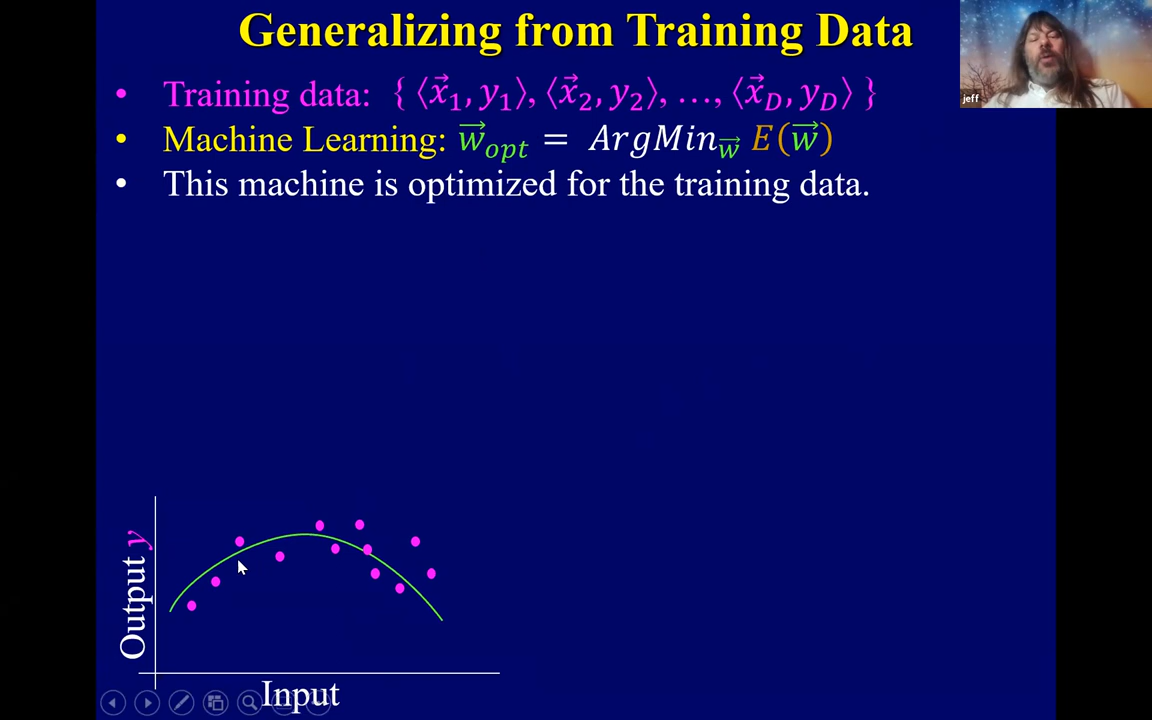 Generalizing from Training Data
jeff
• Training data: { ⟨x⃗₁, y₁⟩, ⟨x⃗₂, y₂⟩, …, ⟨x⃗_D, y_D⟩ }
• Machine Learning: w⃗_opt = ArgMin_w⃗ E(w⃗)
• This machine is optimized for the training data.
Output y
Input